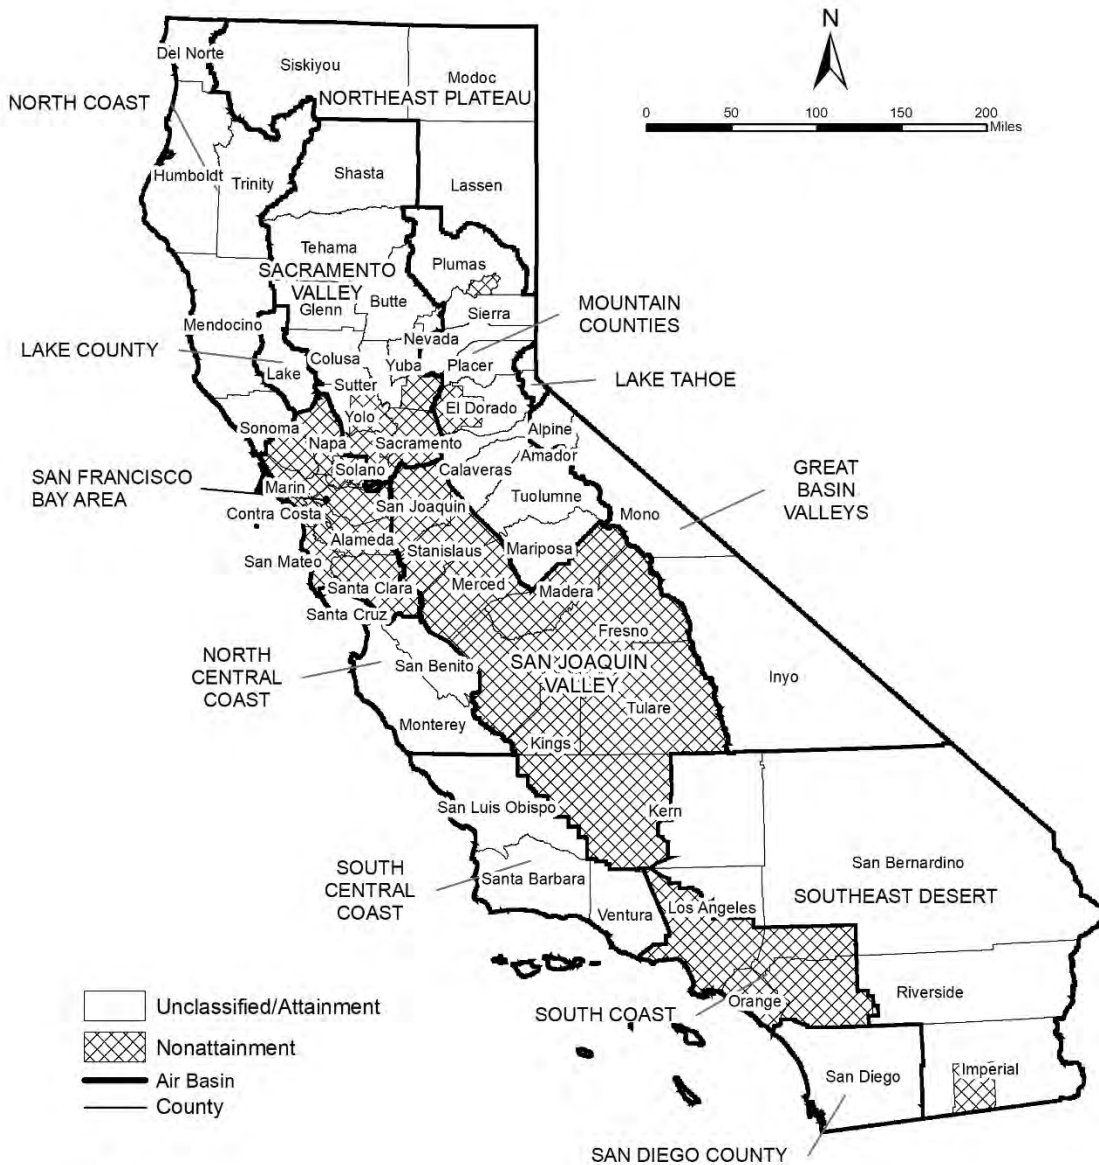 N
0 50 100 150 200
Miles
Del Norte
Siskiyou
Modoc
NORTH COAST
NORTHEAST PLATEAU
Humboldt
Trinity
Shasta
Lassen
Tehama
SACRAMENTO
VALLEY
Plumas
Glenn
Butte
Sierra
MOUNTAIN
COUNTIES
Mendocino
Nevada
LAKE COUNTY
Colusa
Lake
Yuba
Placer
LAKE TAHOE
Sutter
El Dorado
Yolo
Sonoma
Napa
Sacramento
Alpine
Amador
Solano
Calaveras
SAN FRANCISCO
BAY AREA
Marin
Tuolumne
GREAT
BASIN
VALLEYS
Contra Costa
San Joaquin
Mono
Alameda
Stanislaus
Mariposa
San Mateo
Santa Clara
Merced
Madera
Santa Cruz
Fresno
NORTH
CENTRAL
COAST
San Benito
SAN JOAQUIN
VALLEY
Inyo
Tulare
Monterey
Kings
San Luis Obispo
Kern
San Bernardino
SOUTH
CENTRAL
COAST
Santa Barbara
SOUTHEAST DESERT
Ventura
Los Angeles
Riverside
Orange
SOUTH COAST
San Diego
Imperial
SAN DIEGO COUNTY
Unclassified/Attainment
Nonattainment
Air Basin
County